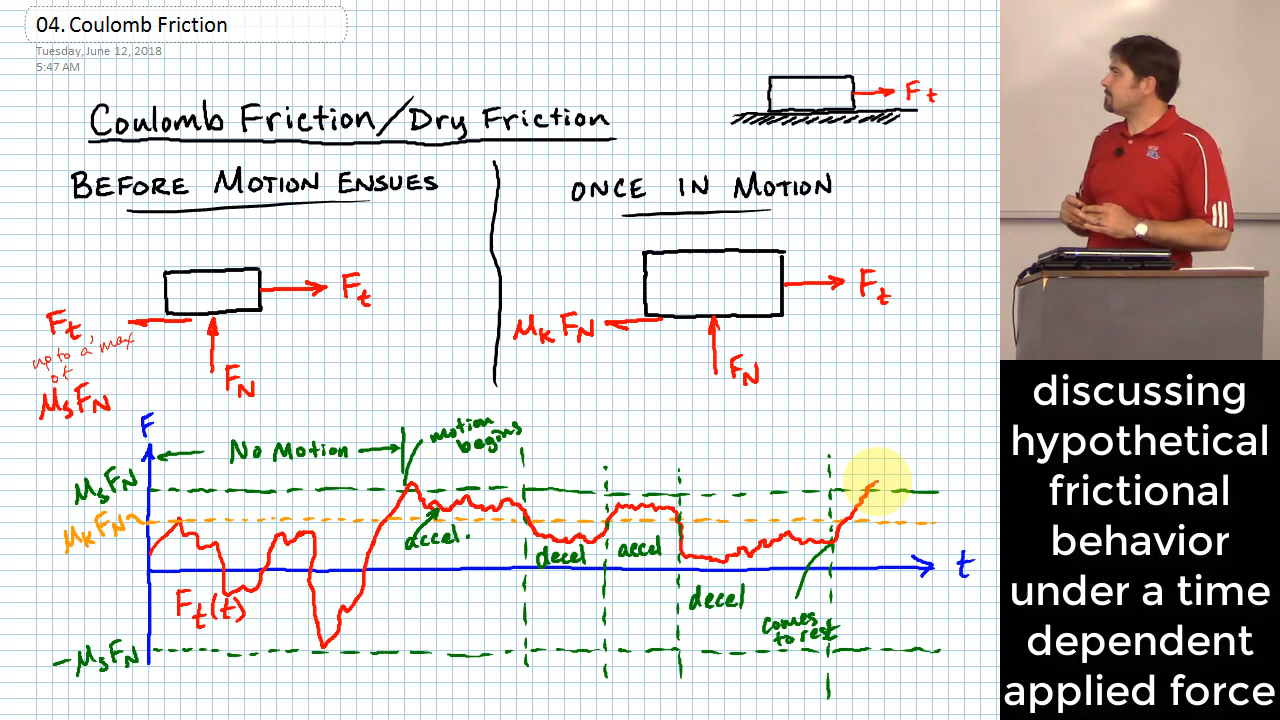 04. Coulomb Friction
Tuesday, June 12, 2018
5:47 AM
Coulomb Friction/Dry Friction
Ft
BEFORE MOTION ENSUES
ONCE IN MOTION
Ft
Ft
up to a max
of
μsFN
FN
Ft
μKFN
FN
F
No Motion
motion
begins
μsFN
μKFN
accel.
decel
accel
decel
comes
to rest
t
Ft(t)
-μsFN
discussing
hypothetical
frictional
behavior
under a time
dependent
applied force